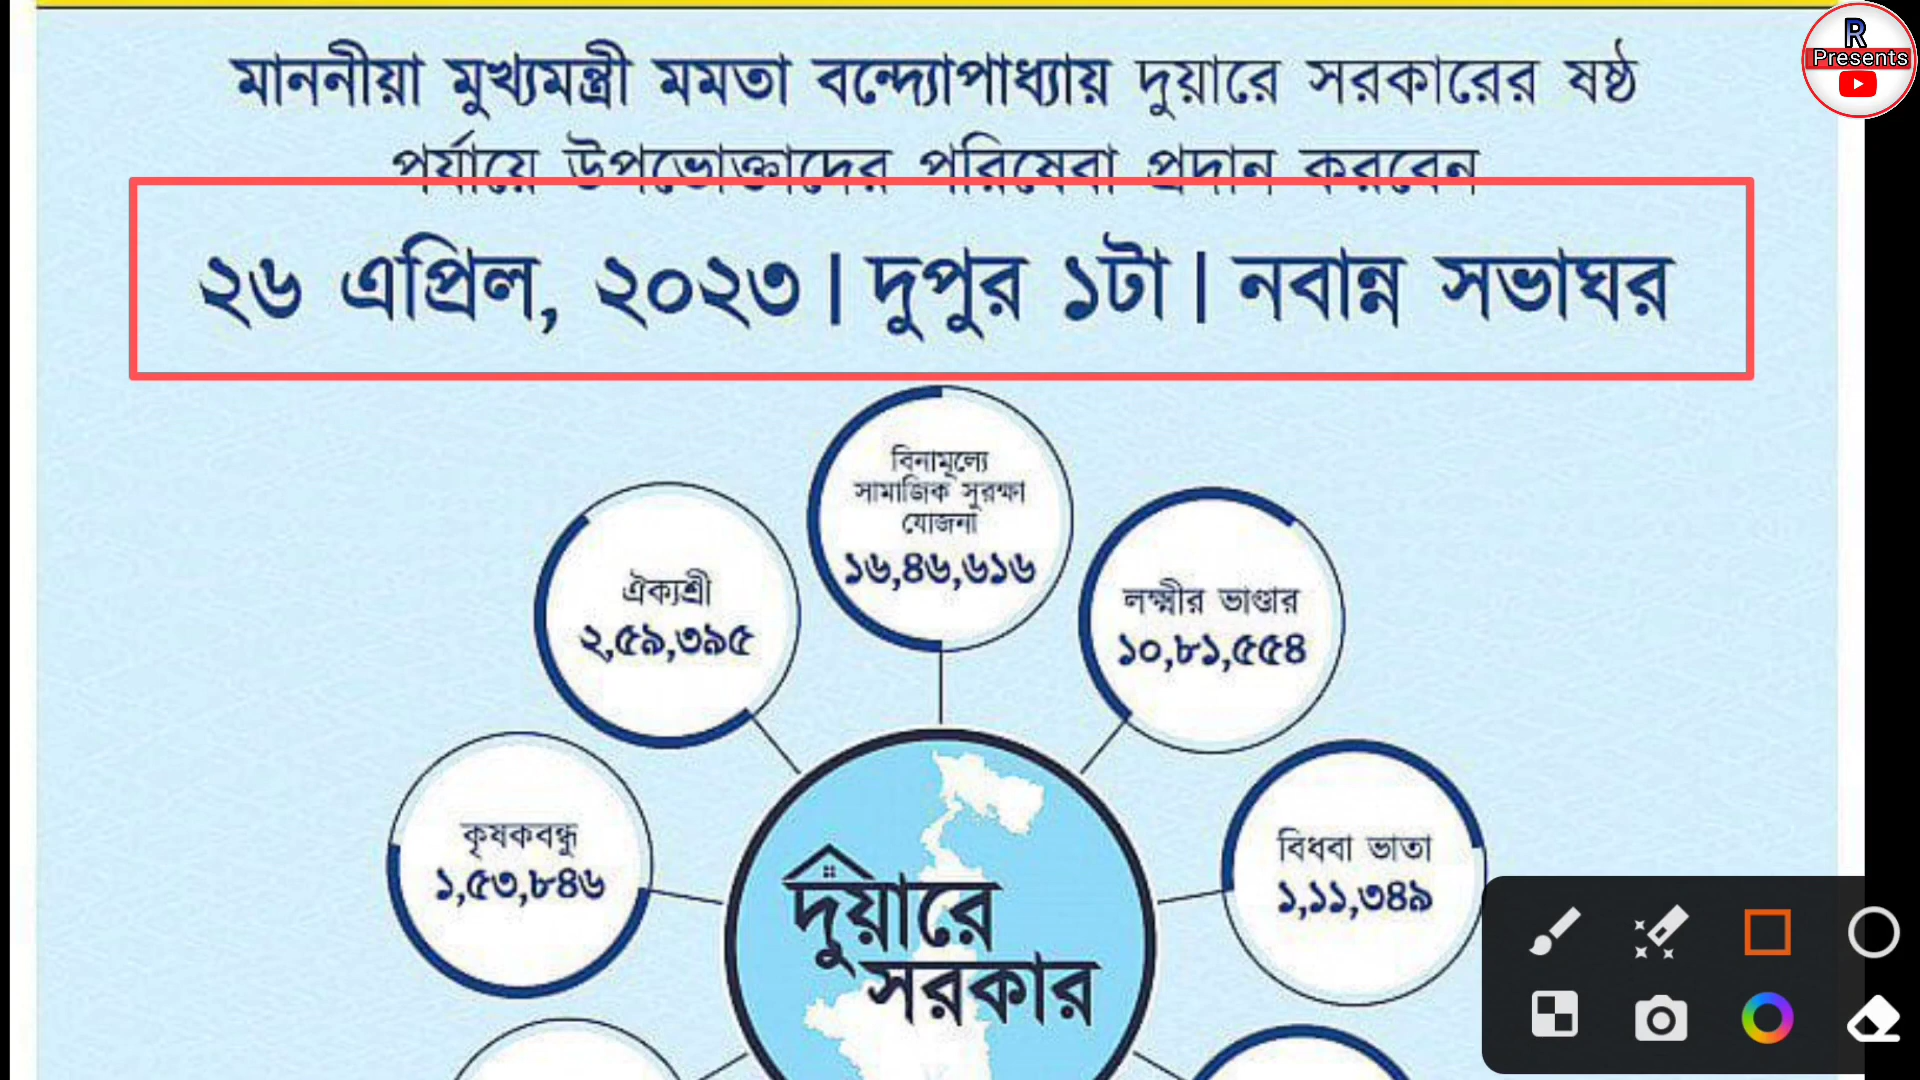 মাননীয়া মুখ্যমন্ত্রী মমতা বন্দ্যোপাধ্যায় দুয়ারে সরকারের ষষ্ঠ
পর্যায়ে উপভোক্তাদের পরিষেবা প্রদান করবেন
২৬ এপ্রিল, ২০২৩ | দুপুর ১টা | নবান্ন সভাঘর
R
Presents
বিনামূল্যে
সামাজিক সুরক্ষা
যোজনা
১৬,৪৬,৬১৬
ঐক্যশ্রী
২,৫৯,৩৯৫
লক্ষ্মীর ভাণ্ডার
১০,৮১,৫৫৪
কৃষকবন্ধু
১,৫৩,৮৪৬
বিধবা ভাতা
১,১১,৩৪৯
দুয়ারে
সরকার